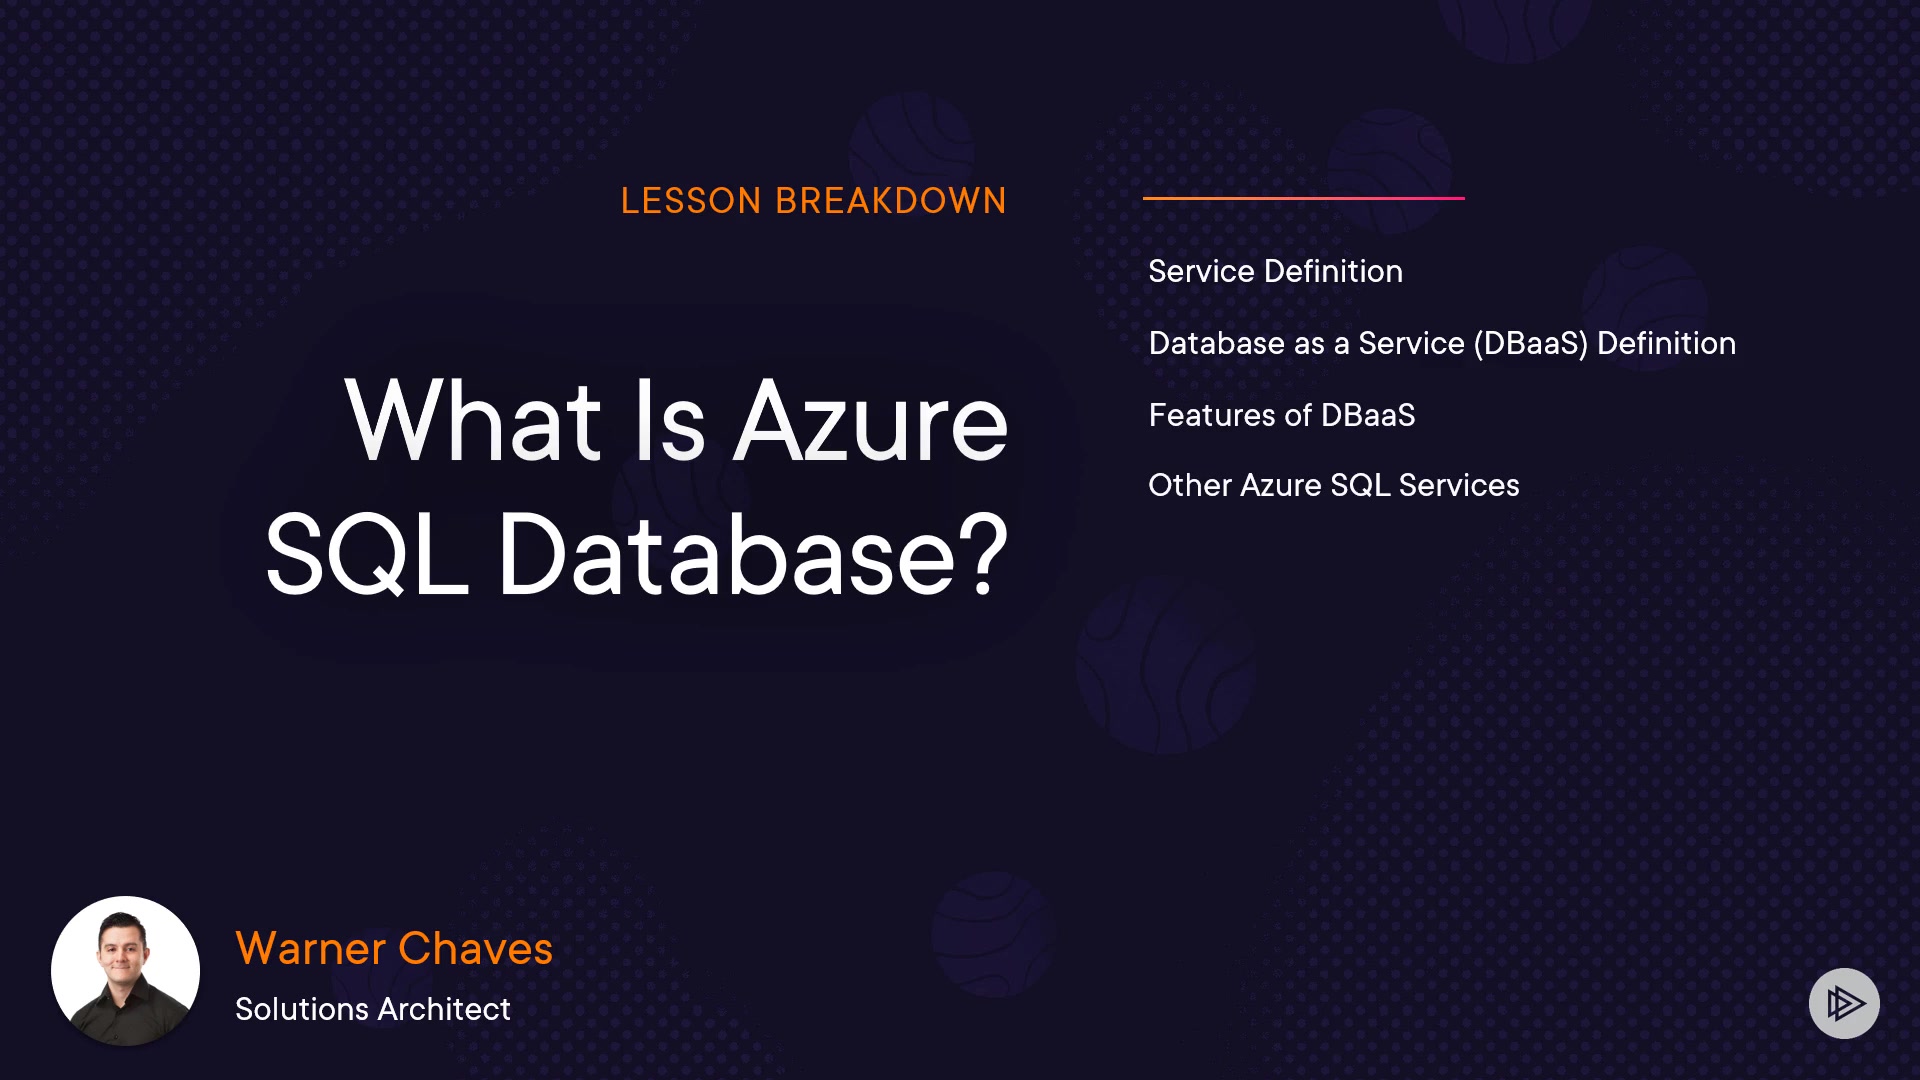 LESSON BREAKDOWN
What Is Azure
SQL Database?
Service Definition
Database as a Service (DBaaS) Definition
Features of DBaaS
Other Azure SQL Services
Warner Chaves
Solutions Architect